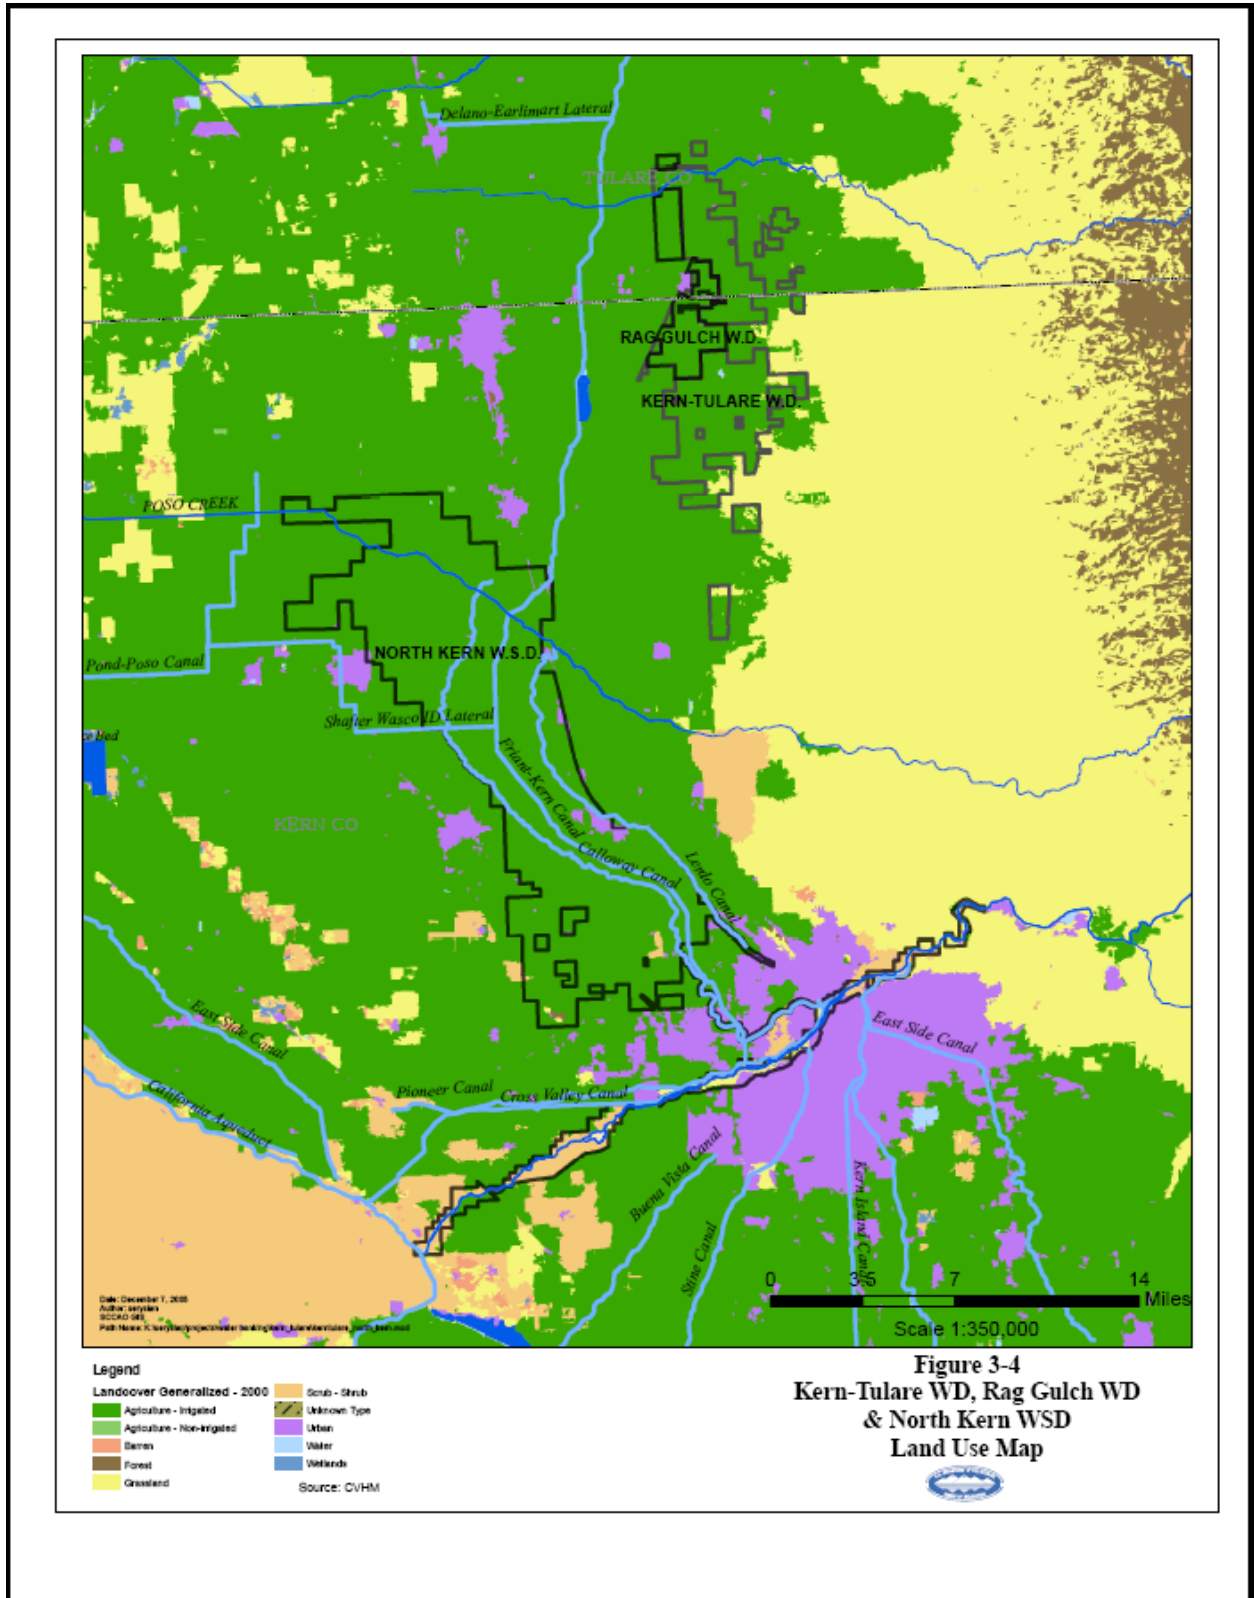 Delano-Earlimart Lateral
TULARE CO
RAG GULCH W.D.
KERN-TULARE W.D.
POSO CREEK
NORTH KERN W.S.D.
Pond-Poso Canal
Shafter Wasco ID Lateral
Bed
Friant-Kern Canal
KERN CO
Calloway Canal
Lerdo Canal
East Side Canal
East Side Canal
California Aqueduct
Pioneer Canal
Cross Valley Canal
Buena Vista Canal
Kern Island Canal
Stine Canal
0 3.5 7 14
Miles
Scale 1:350,000
Date: December 7, 2005
SCCAO GIS
Figure 3-4
Kern-Tulare WD, Rag Gulch WD
& North Kern WSD
Land Use Map
Legend
Landcover Generalized - 2000
Agriculture - Irrigated
Agriculture - Non-irrigated
Barren
Forest
Grassland
Scrub - Shrub
Unknown Type
Urban
Water
Wetlands
Source: CVHM